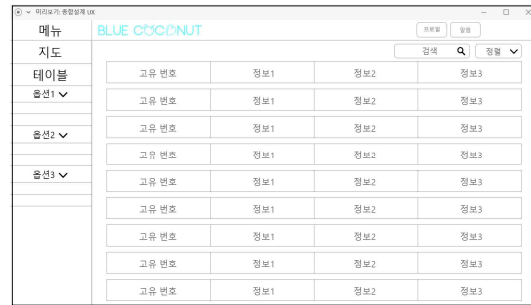 미리보기: 종합설계 UX
메뉴
BLUE COCONUT
프로필
알림
지도
검색
정렬
테이블
고유 번호 정보1 정보2 정보3
옵션1
고유 번호 정보1 정보2 정보3
고유 번호 정보1 정보2 정보3
옵션2
고유 번호 정보1 정보2 정보3
옵션3
고유 번호 정보1 정보2 정보3
고유 번호 정보1 정보2 정보3
고유 번호 정보1 정보2 정보3
고유 번호 정보1 정보2 정보3
고유 번호 정보1 정보2 정보3